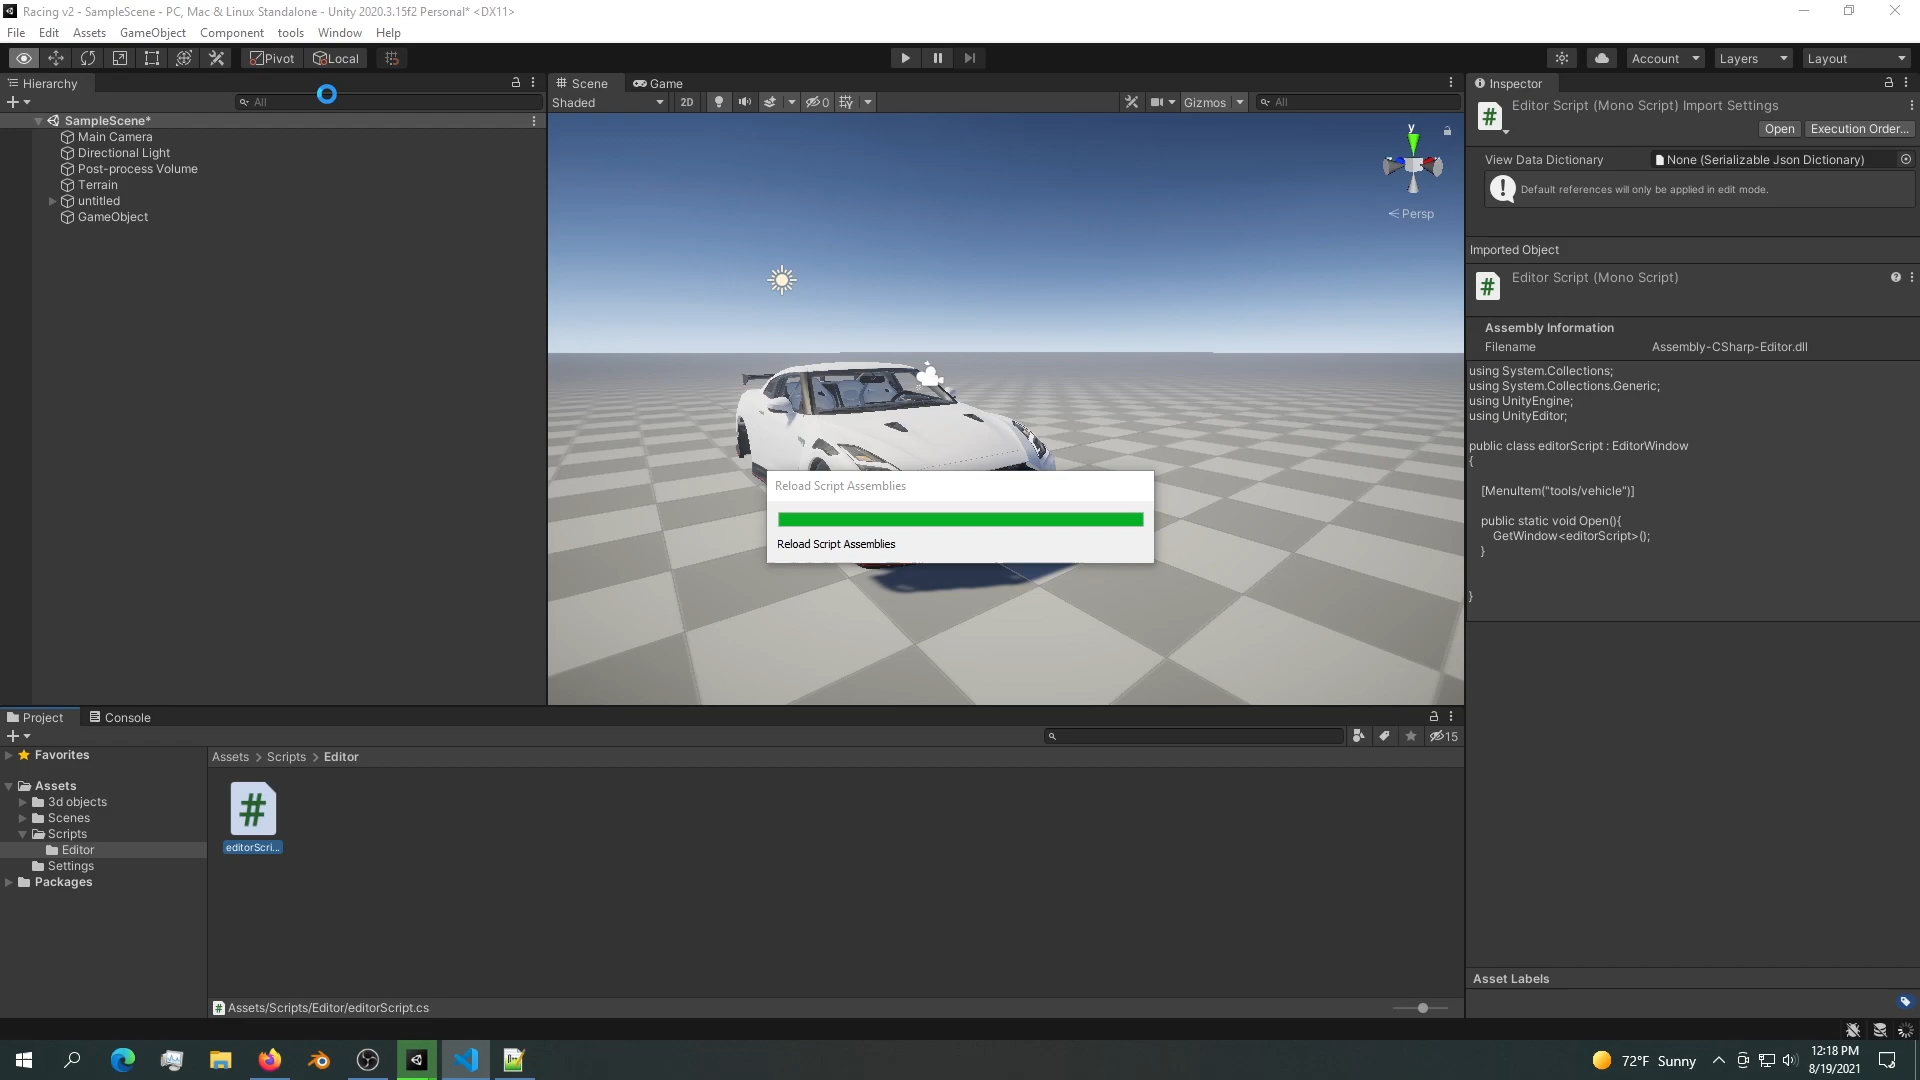 Racing v2 - SampleScene - PC, Mac & Linux Standalone - Unity 2020.3.15f2 Personal* <DX11>
File Edit Assets GameObject Component tools Window Help
Pivot Local Account Layers Layout
Hierarchy
All
SampleScene*
Main Camera
Directional Light
Post-process Volume
Terrain
untitled
GameObject
Scene Game
Shaded 2D 0 Gizmos All
y
Persp
Reload Script Assemblies
Reload Script Assemblies
Inspector
Editor Script (Mono Script) Import Settings
Open Execution Order...
View Data Dictionary None (Serializable Json Dictionary)
Default references will only be applied in edit mode.
Imported Object
Editor Script (Mono Script)
Assembly Information
Filename Assembly-CSharp-Editor.dll
using System.Collections;
using System.Collections.Generic;
using UnityEngine;
using UnityEditor;
public class editorScript : EditorWindow
{
[MenuItem("tools/vehicle")]
public static void Open(){
GetWindow<editorScript>();
}
}
Asset Labels
Project Console
15
Favorites
Assets
3d objects
Scenes
Scripts
Editor
Settings
Packages
Assets > Scripts > Editor
editorScri...
Assets/Scripts/Editor/editorScript.cs
72°F Sunny
12:18 PM
8/19/2021